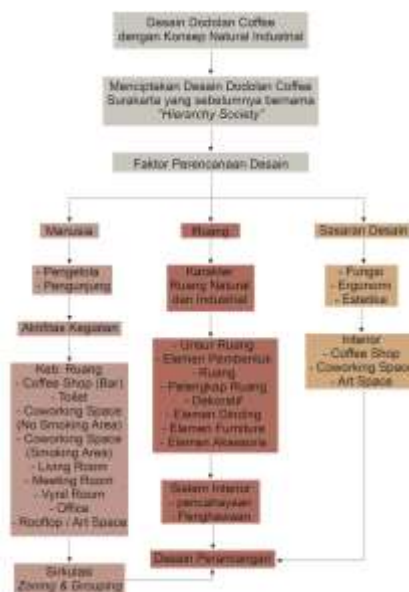 Desain Dodolan Coffee
dengan Konsep Natural Industrial
Menciptakan Desain Dodolan Coffee
Surakarta yang sebelumnya bernama
"Hierarchy Society"
Faktor Perencanaan Desain
Manusia
- Pengelola
- Pengunjung
Aktifitas Kegiatan
Keb. Ruang
- Coffee Shop (Bar)
- Toilet
- Coworking Space
(No Smoking Area)
- Coworking Space
(Smoking Area)
- Living Room
- Meeting Room
- Vyral Room
- Office
- Rooftop / Art Space
Sirkulasi
Zoning & Grouping
Ruang
Karakter
Ruang Natural
dan Industrial
- Unsur Ruang
- Elemen Pembentuk
Ruang
- Pelengkap Ruang
- Dekoratif
- Elemen Dinding
- Elemen Furniture
- Elemen Aksesoris
Sistem Interior :
- pencahayaan
- Penghawaan
Desain Perancangan
Sasaran Desain
- Fungsi
- Ergonomi
- Estetika
Interior
- Coffee Shop
- Coworking Space
- Art Space